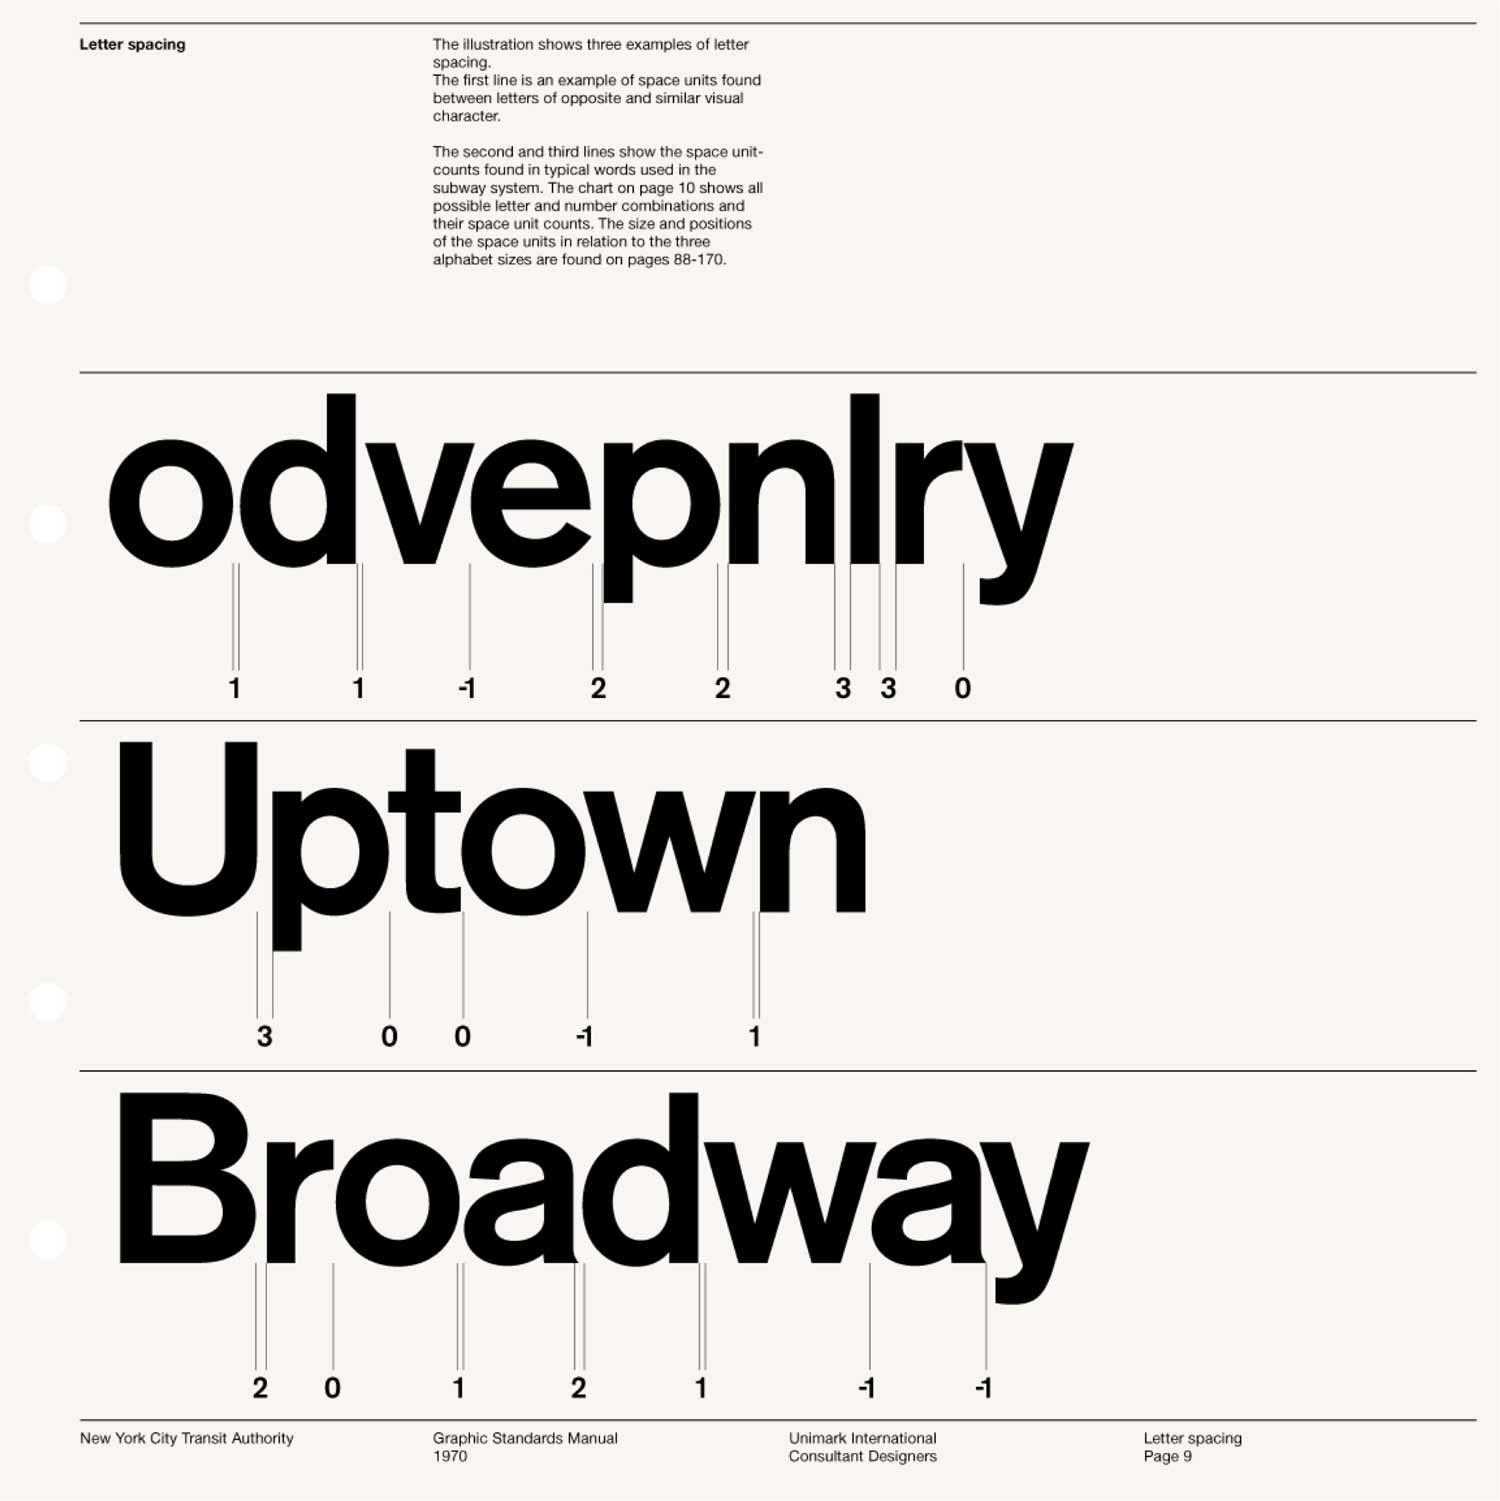 Letter spacing
The illustration shows three examples of letter
spacing.
The first line is an example of space units found
between letters of opposite and similar visual
character.
The second and third lines show the space unit-
counts found in typical words used in the
subway system. The chart on page 10 shows all
possible letter and number combinations and
their space unit counts. The size and positions
of the space units in relation to the three
alphabet sizes are found on pages 88-170.
odvepnlry
1 1 -1 2 2 3 3 0
Uptown
3 0 0 -1 1
Broadway
2 0 1 2 1 -1 -1
New York City Transit Authority
Graphic Standards Manual
1970
Unimark International
Consultant Designers
Letter spacing
Page 9